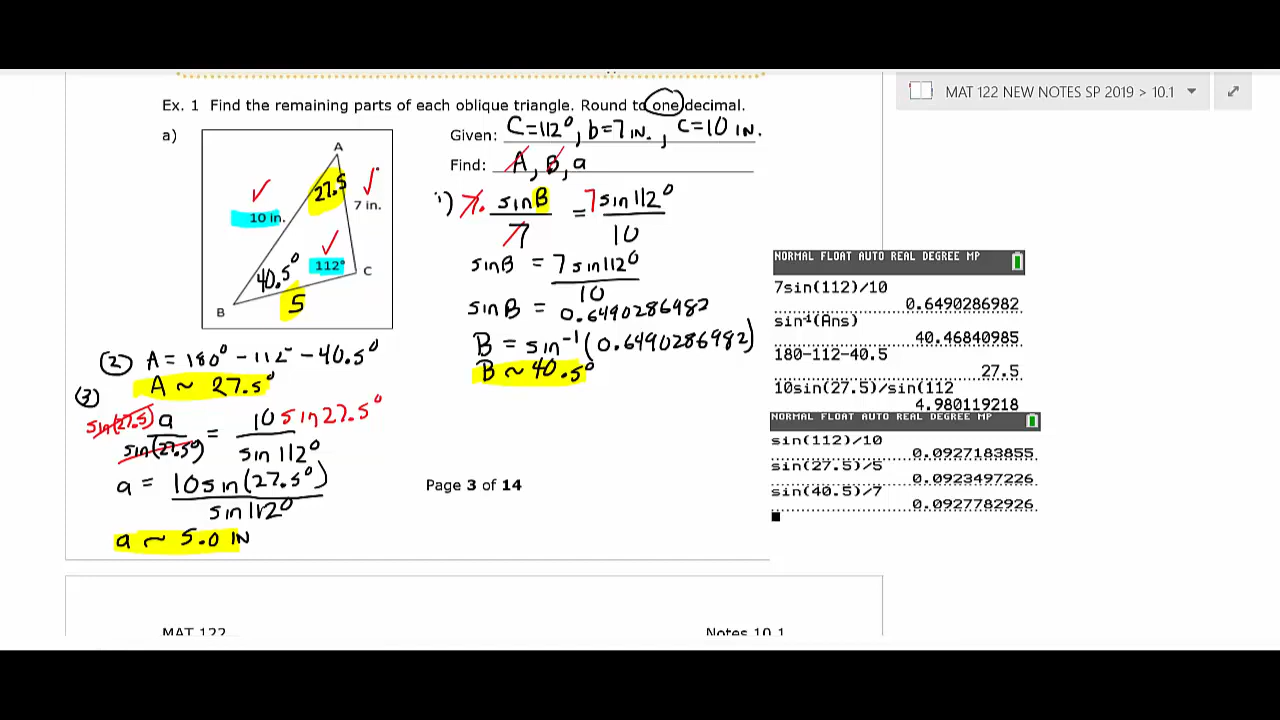 Ex. 1 Find the remaining parts of each oblique triangle. Round to one decimal.
MAT 122 NEW NOTES SP 2019 > 10.1
a)
Given: C=112°, b=7 IN., c=10 IN.
Find: A, B, a
A
27.5
10 in.
7 in.
112°
C
40.5°
5
B
1) 7. sinB = 7sin112°
7 10
sinB = 7sin112°
10
sinB = 0.6490286982
B = sin-1(0.6490286982)
B ~ 40.5°
(2) A = 180° - 112° - 40.5°
A ~ 27.5°
(3)
sin(27.5) a = 10 sin 27.5°
sin(27.5°) sin 112°
a = 10sin(27.5°)
sin112°
a ~ 5.0 IN
NORMAL FLOAT AUTO REAL DEGREE MP
7sin(112)/10
0.6490286982
sin-1(Ans)
40.46840985
180-112-40.5
27.5
10sin(27.5)/sin(112
4.980119218
NORMAL FLOAT AUTO REAL DEGREE MP
sin(112)/10
0.0927183855
sin(27.5)/5
0.0923497226
sin(40.5)/7
0.0927782926
Page 3 of 14
MAT 122
Notes 10.1